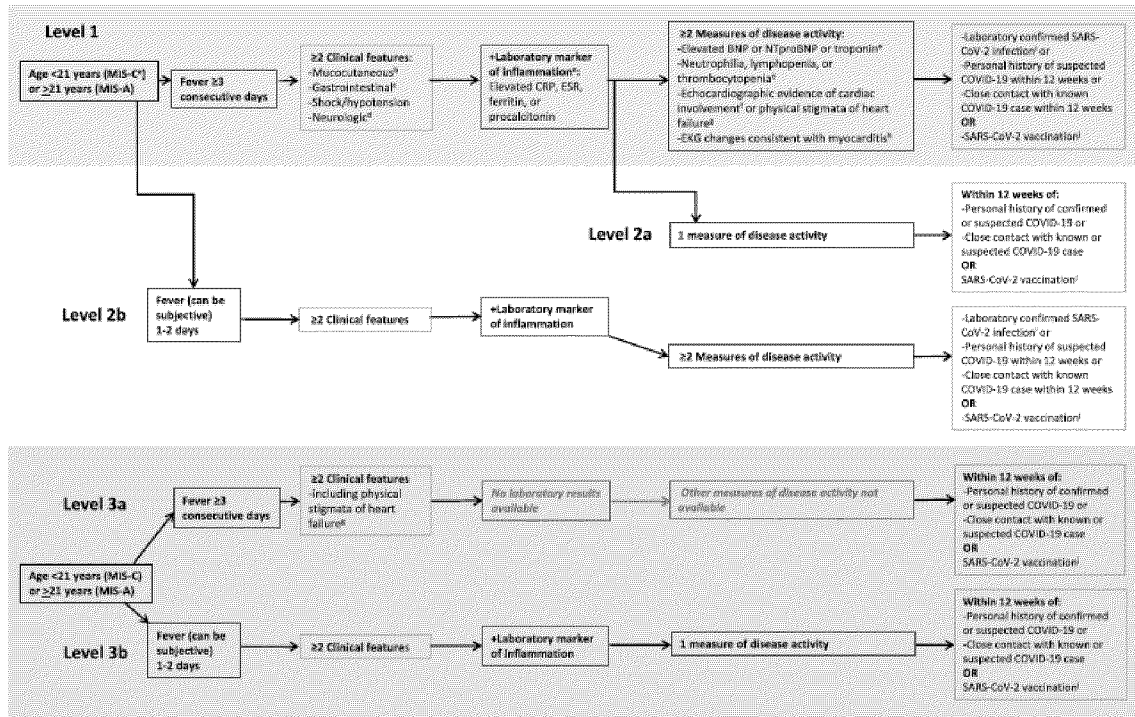 Level 1
Age <21 years (MIS-C^a)
or ≥21 years (MIS-A)
Fever ≥3
consecutive days
≥2 Clinical features:
-Mucocutaneous^b
-Gastrointestinal^c
-Shock/hypotension
-Neurologic^d
+Laboratory marker
of inflammation^e:
Elevated CRP, ESR,
ferritin, or
procalcitonin
≥2 Measures of disease activity:
-Elevated BNP or NTproBNP or troponin^e
-Neutrophilia, lymphopenia, or
thrombocytopenia^e
-Echocardiographic evidence of cardiac
involvement^f or physical stigmata of heart
failure^g
-EKG changes consistent with myocarditis^h
-Laboratory confirmed SARS-
CoV-2 infection^i or
-Personal history of suspected
COVID-19 within 12 weeks or
-Close contact with known
COVID-19 case within 12 weeks
OR
-SARS-CoV-2 vaccination^j
Level 2a
1 measure of disease activity
Within 12 weeks of:
-Personal history of confirmed
or suspected COVID-19 or
- Close contact with known or
suspected COVID-19 case
OR
SARS-CoV-2 vaccination^j
Level 2b
Fever (can be
subjective)
1-2 days
≥2 Clinical features
+Laboratory marker
of inflammation
≥2 Measures of disease activity
- Laboratory confirmed SARS-
CoV-2 infection^i or
-Personal history of suspected
COVID-19 within 12 weeks or
- Close contact with known
COVID-19 case within 12 weeks
OR
-SARS-CoV-2 vaccination^j
Level 3a
Fever ≥3
consecutive days
≥2 Clinical features
-including physical
stigmata of heart
failure^g
No laboratory results
available
Other measures of disease activity not
available
Within 12 weeks of:
-Personal history of confirmed
or suspected COVID-19 or
- Close contact with known or
suspected COVID-19 case
OR
SARS-CoV-2 vaccination^j
Age <21 years (MIS-C)
or ≥21 years (MIS-A)
Level 3b
Fever (can be
subjective)
1-2 days
≥2 Clinical features
+Laboratory marker
of Inflammation
1 measure of disease activity
Within 12 weeks of:
-Personal history of confirmed
or suspected COVID-19 or
- Close contact with known or
suspected COVID-19 case
OR
SARS-CoV-2 vaccination^j